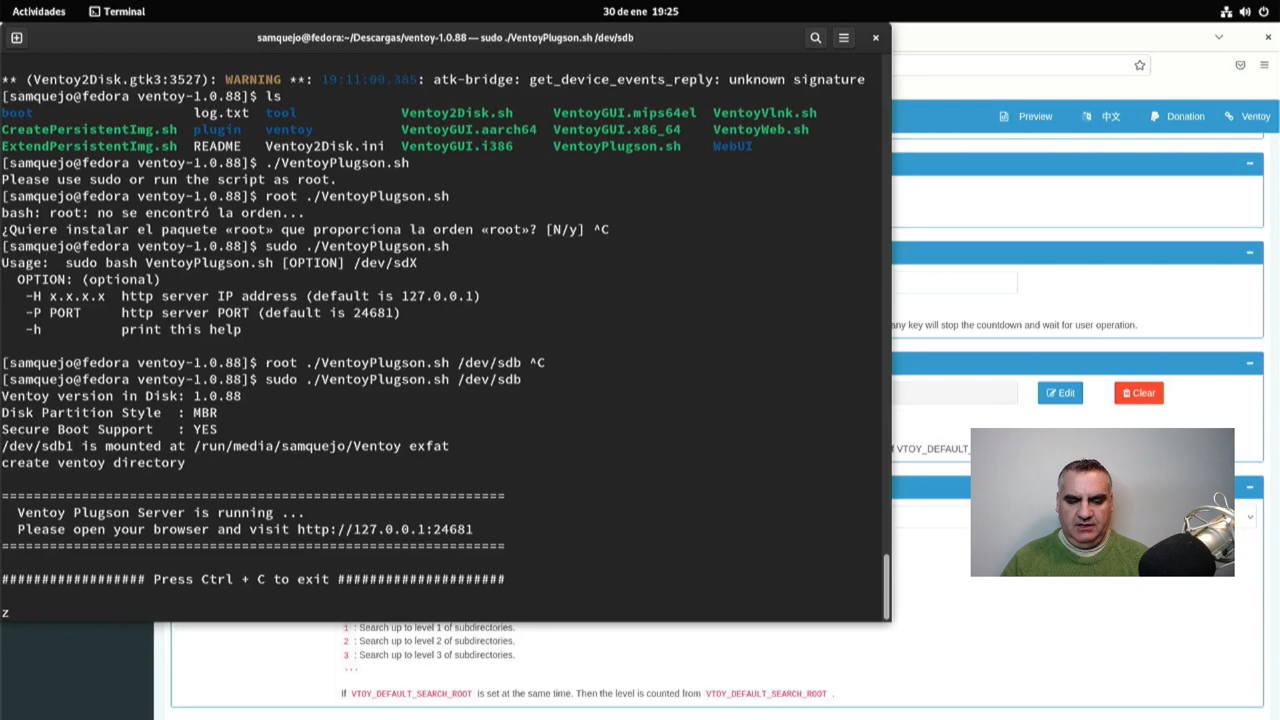 Actividades
Terminal
30 de ene 19:25
samquejo@fedora:~/Descargas/ventoy-1.0.88 — sudo ./VentoyPlugson.sh /dev/sdb
** (Ventoy2Disk.gtk3:3527): WARNING **: 19:11:00.385: atk-bridge: get_device_events_reply: unknown signature
[samquejo@fedora ventoy-1.0.88]$ ls
boot log.txt tool Ventoy2Disk.sh VentoyGUI.mips64el VentoyVlnk.sh
CreatePersistentImg.sh plugin ventoy VentoyGUI.aarch64 VentoyGUI.x86_64 VentoyWeb.sh
ExtendPersistentImg.sh README Ventoy2Disk.ini VentoyGUI.i386 VentoyPlugson.sh WebUI
[samquejo@fedora ventoy-1.0.88]$ ./VentoyPlugson.sh
Please use sudo or run the script as root.
[samquejo@fedora ventoy-1.0.88]$ root ./VentoyPlugson.sh
bash: root: no se encontró la orden...
¿Quiere instalar el paquete «root» que proporciona la orden «root»? [N/y] ^C
[samquejo@fedora ventoy-1.0.88]$ sudo ./VentoyPlugson.sh
Usage:  sudo bash VentoyPlugson.sh [OPTION] /dev/sdX
OPTION: (optional)
-H x.x.x.x  http server IP address (default is 127.0.0.1)
-P PORT     http server PORT (default is 24681)
-h          print this help
[samquejo@fedora ventoy-1.0.88]$ root ./VentoyPlugson.sh /dev/sdb ^C
[samquejo@fedora ventoy-1.0.88]$ sudo ./VentoyPlugson.sh /dev/sdb
Ventoy version in Disk: 1.0.88
Disk Partition Style  : MBR
Secure Boot Support   : YES
/dev/sdb1 is mounted at /run/media/samquejo/Ventoy exfat
create ventoy directory
===============================================================
Ventoy Plugson Server is running ...
Please open your browser and visit http://127.0.0.1:24681
===============================================================
################## Press Ctrl + C to exit #####################
z
Preview
中文
Donation
Ventoy
any key will stop the countdown and wait for user operation.
Edit
Clear
VTOY_DEFAULT_
1 : Search up to level 1 of subdirectories.
2 : Search up to level 2 of subdirectories.
3 : Search up to level 3 of subdirectories.
...
If VTOY_DEFAULT_SEARCH_ROOT is set at the same time. Then the level is counted from VTOY_DEFAULT_SEARCH_ROOT .